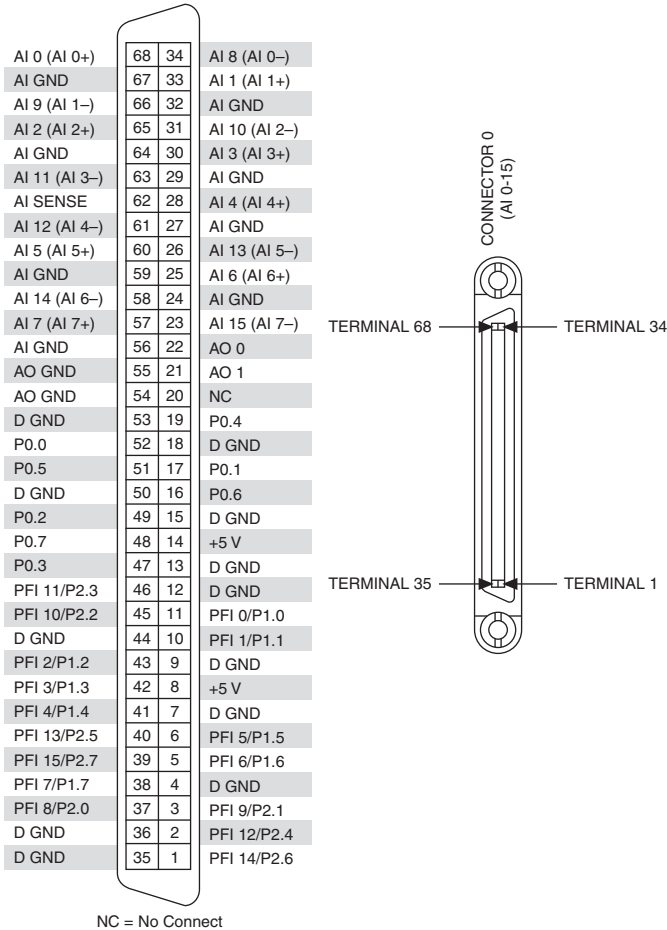 AI 0 (AI 0+) 68 34 AI 8 (AI 0–)
AI GND 67 33 AI 1 (AI 1+)
AI 9 (AI 1–) 66 32 AI GND
AI 2 (AI 2+) 65 31 AI 10 (AI 2–)
AI GND 64 30 AI 3 (AI 3+)
AI 11 (AI 3–) 63 29 AI GND
AI SENSE 62 28 AI 4 (AI 4+)
AI 12 (AI 4–) 61 27 AI GND
AI 5 (AI 5+) 60 26 AI 13 (AI 5–)
AI GND 59 25 AI 6 (AI 6+)
AI 14 (AI 6–) 58 24 AI GND
AI 7 (AI 7+) 57 23 AI 15 (AI 7–)
AI GND 56 22 AO 0
AO GND 55 21 AO 1
AO GND 54 20 NC
D GND 53 19 P0.4
P0.0 52 18 D GND
P0.5 51 17 P0.1
D GND 50 16 P0.6
P0.2 49 15 D GND
P0.7 48 14 +5 V
P0.3 47 13 D GND
PFI 11/P2.3 46 12 D GND
PFI 10/P2.2 45 11 PFI 0/P1.0
D GND 44 10 PFI 1/P1.1
PFI 2/P1.2 43 9 D GND
PFI 3/P1.3 42 8 +5 V
PFI 4/P1.4 41 7 D GND
PFI 13/P2.5 40 6 PFI 5/P1.5
PFI 15/P2.7 39 5 PFI 6/P1.6
PFI 7/P1.7 38 4 D GND
PFI 8/P2.0 37 3 PFI 9/P2.1
D GND 36 2 PFI 12/P2.4
D GND 35 1 PFI 14/P2.6
NC = No Connect
CONNECTOR 0
(AI 0-15)
TERMINAL 68
TERMINAL 34
TERMINAL 35
TERMINAL 1